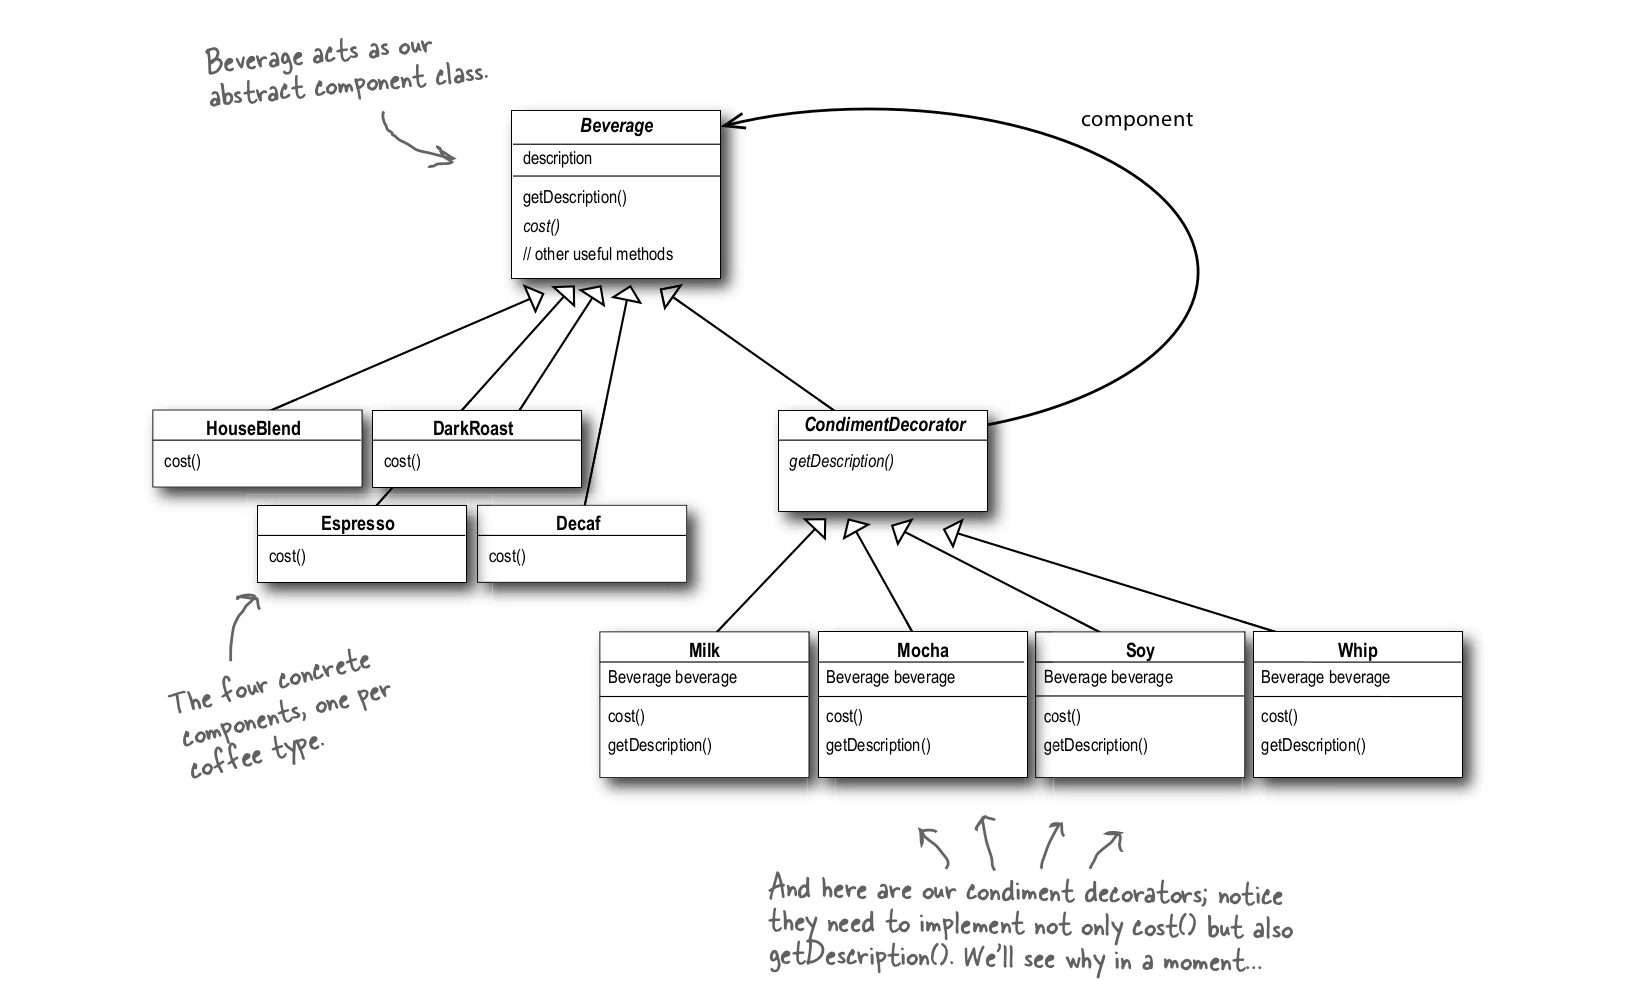 Beverage acts as our
abstract component class.
component
Beverage
description
getDescription()
cost()
// other useful methods
HouseBlend
cost()
DarkRoast
cost()
CondimentDecorator
getDescription()
Espresso
cost()
Decaf
cost()
The four concrete
components, one per
coffee type.
Milk
Beverage beverage
cost()
getDescription()
Mocha
Beverage beverage
cost()
getDescription()
Soy
Beverage beverage
cost()
getDescription()
Whip
Beverage beverage
cost()
getDescription()
And here are our condiment decorators; notice
they need to implement not only cost() but also
getDescription(). We'll see why in a moment...